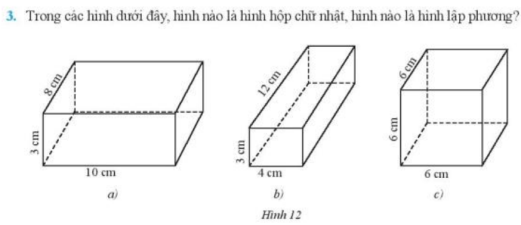 3. Trong các hình dưới đây, hình nào là hình hộp chữ nhật, hình nào là hình lập phương?
8 cm
3 cm
10 cm
a)
12 cm
3 cm
4 cm
b)
6 cm
6 cm
6 cm
c)
Hình 12